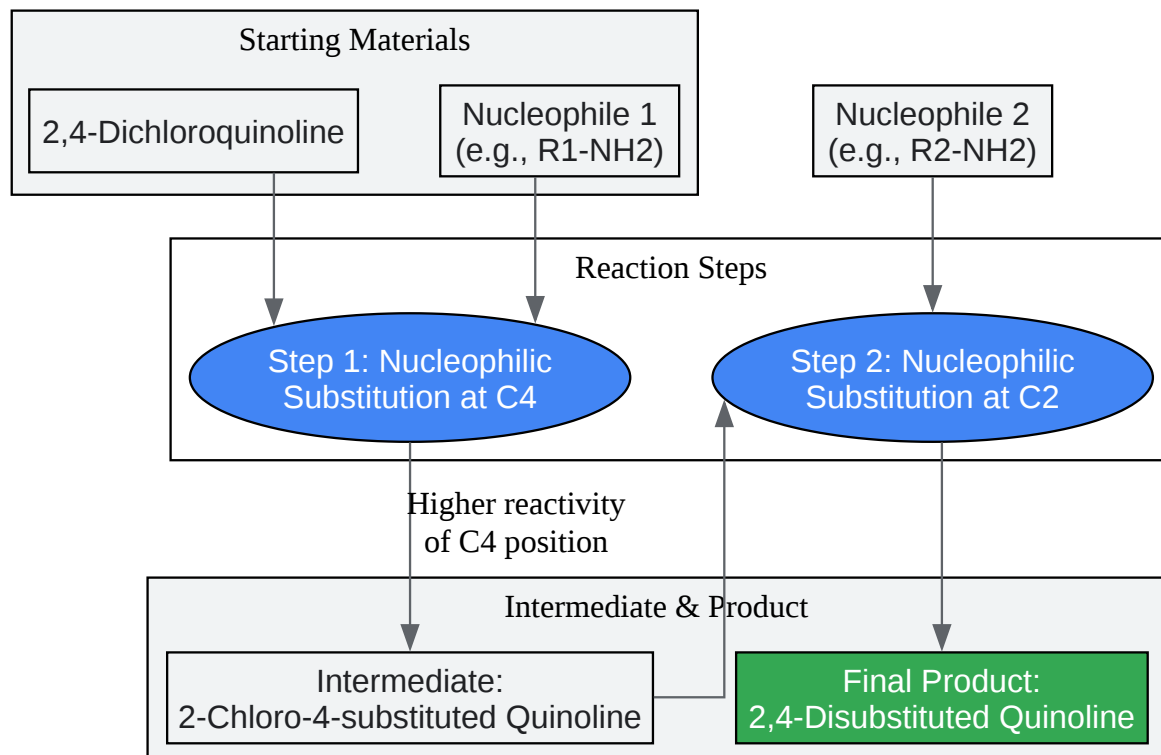 Starting Materials
2,4-Dichloroquinoline
Nucleophile 1
(e.g., R1-NH2)
Nucleophile 2
(e.g., R2-NH2)
Reaction Steps
Step 1: Nucleophilic
Substitution at C4
Step 2: Nucleophilic
Substitution at C2
Higher reactivity
of C4 position
Intermediate & Product
Intermediate:
2-Chloro-4-substituted Quinoline
Final Product:
2,4-Disubstituted Quinoline